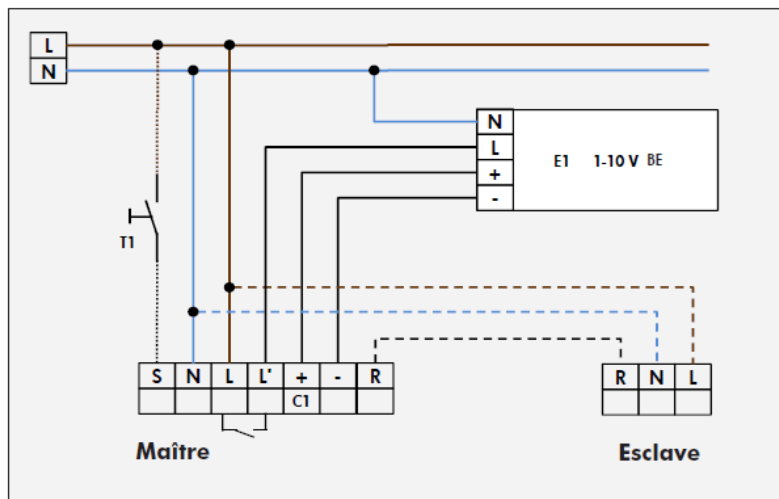 L
N
N
L
E1 1-10 V BE
+
-
T1
S N L L' + - R
C1
R N L
Maître
Esclave